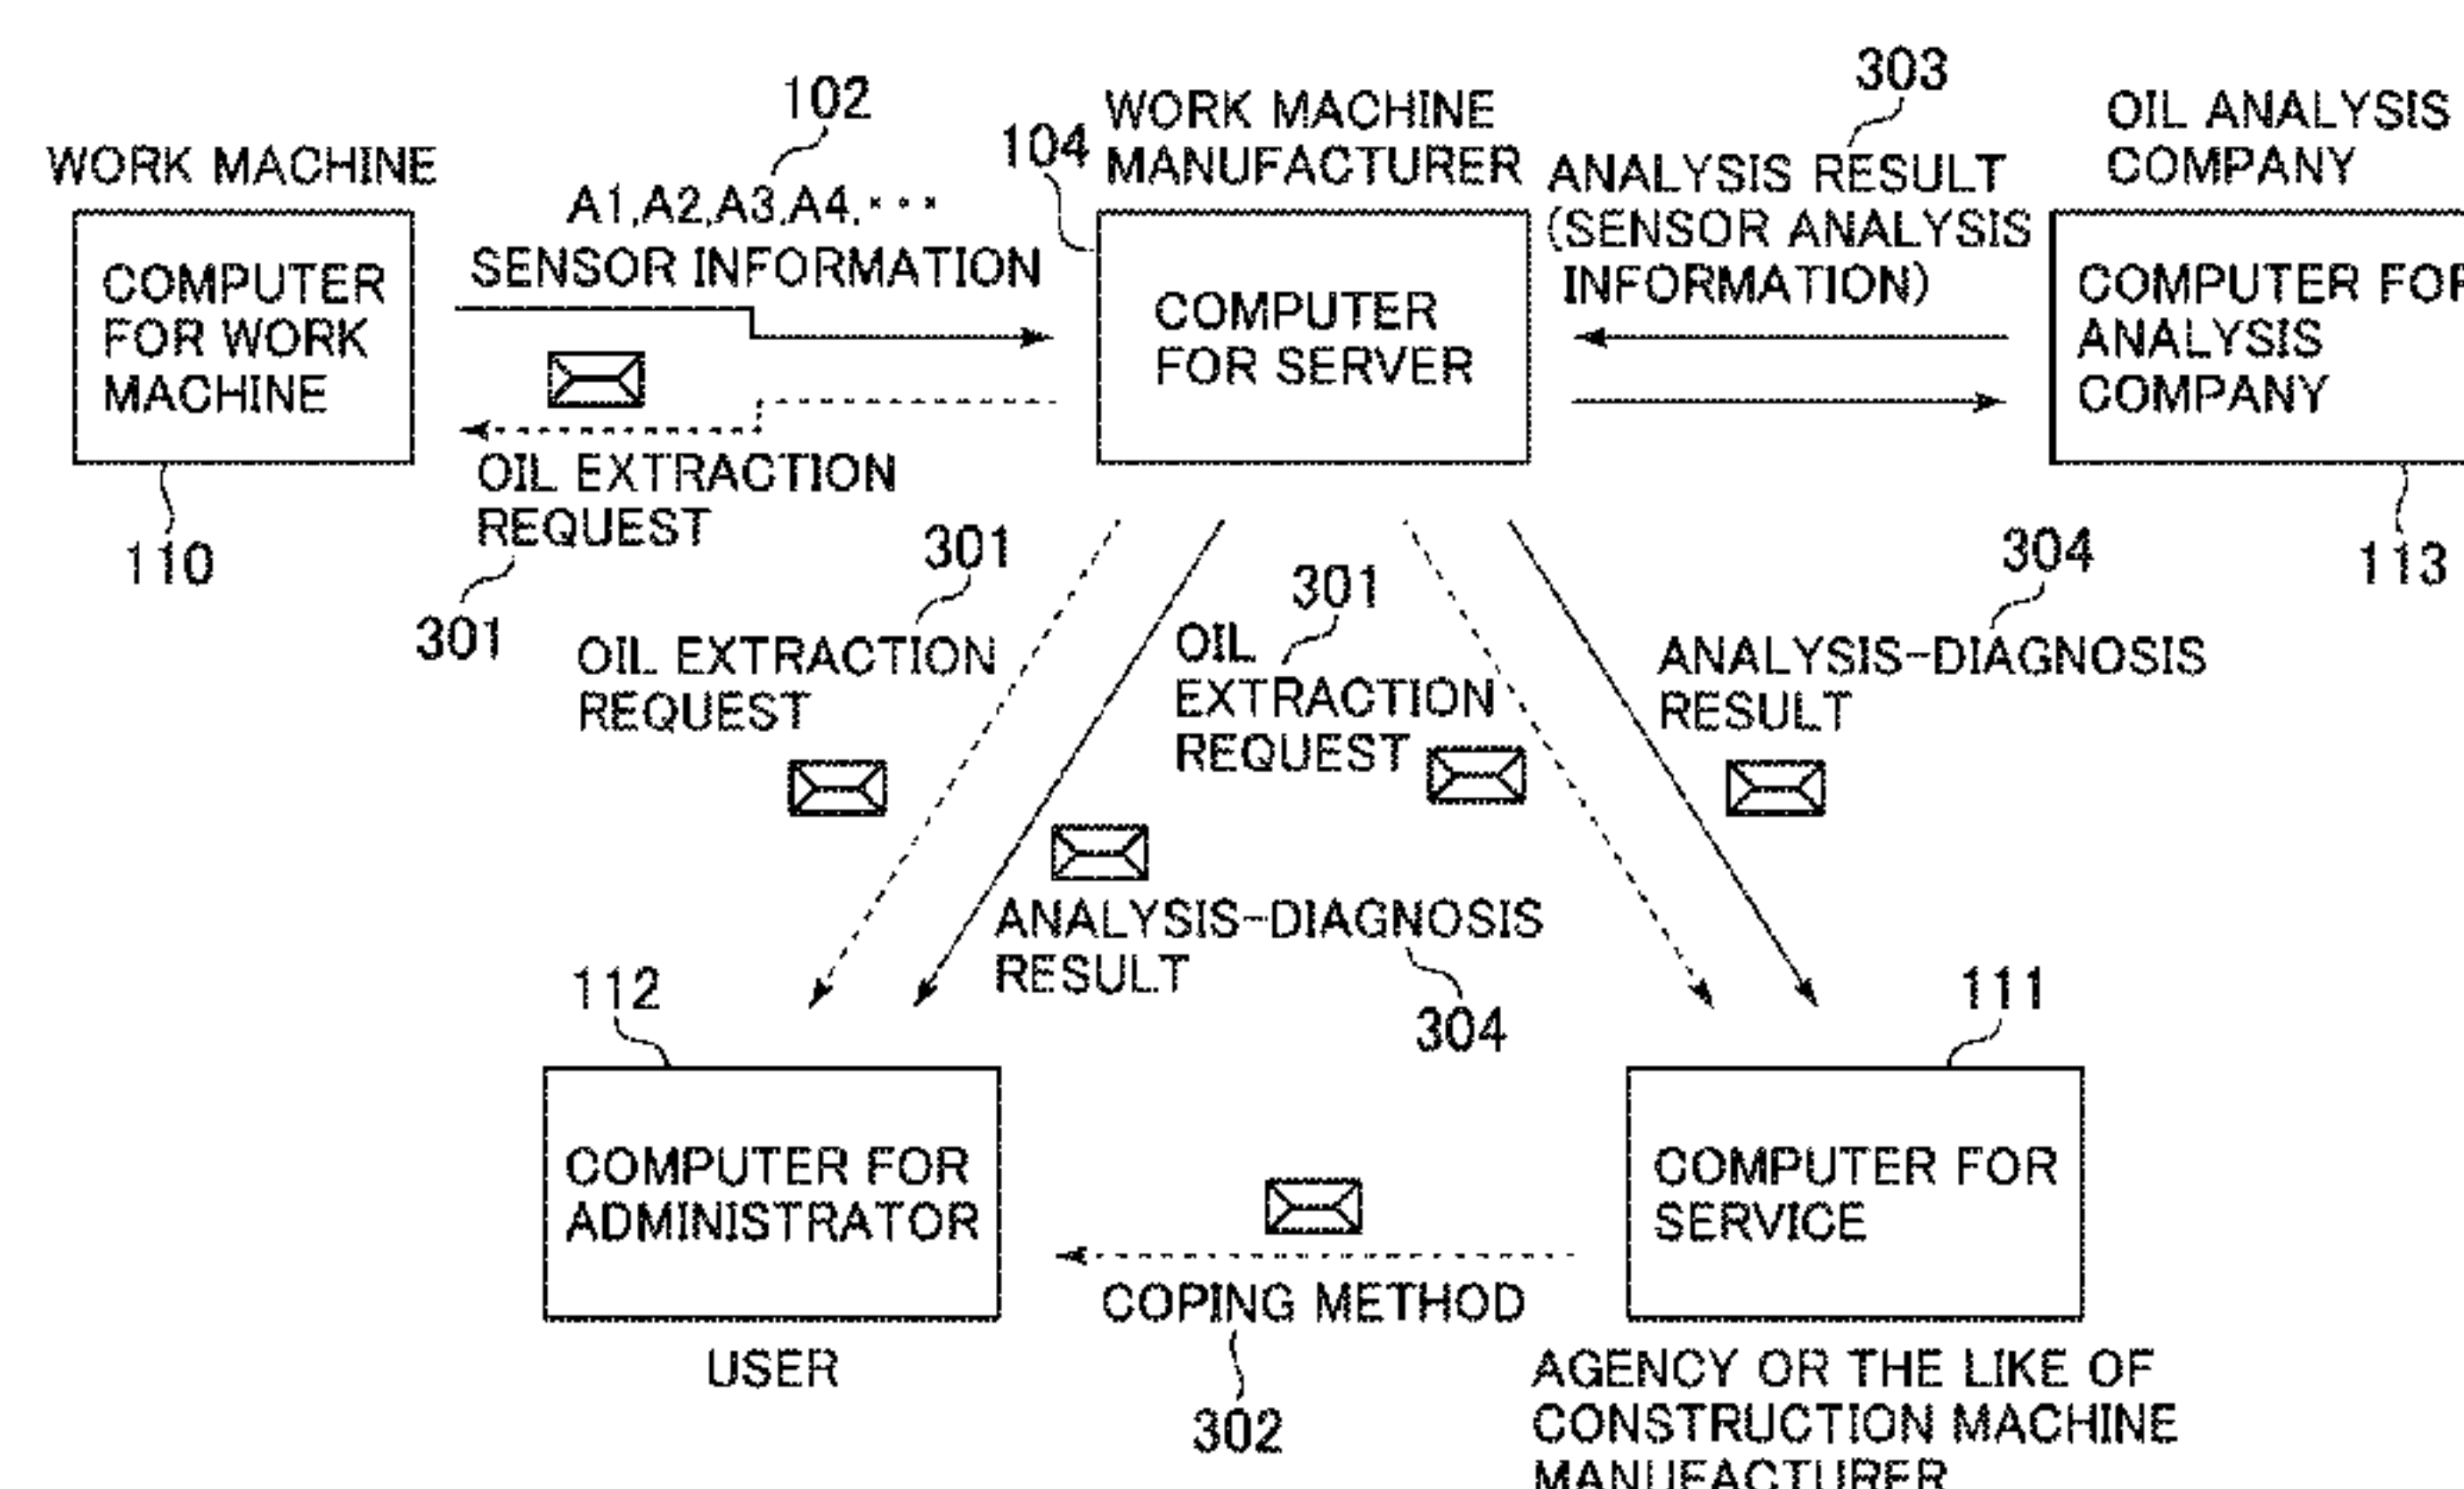 WORK MACHINE
COMPUTER
FOR WORK
MACHINE
110
102
A1,A2,A3,A4,···
SENSOR INFORMATION
OIL EXTRACTION
REQUEST
301
104
WORK MACHINE
MANUFACTURER
COMPUTER
FOR SERVER
303
ANALYSIS RESULT
(SENSOR ANALYSIS
INFORMATION)
OIL ANALYSIS
COMPANY
COMPUTER FOR
ANALYSIS
COMPANY
113
301
OIL EXTRACTION
REQUEST
301
OIL
EXTRACTION
REQUEST
304
ANALYSIS-DIAGNOSIS
RESULT
ANALYSIS-DIAGNOSIS
RESULT
304
112
COMPUTER FOR
ADMINISTRATOR
USER
COPING METHOD
302
111
COMPUTER FOR
SERVICE
AGENCY OR THE LIKE OF
CONSTRUCTION MACHINE
MANUFACTURER